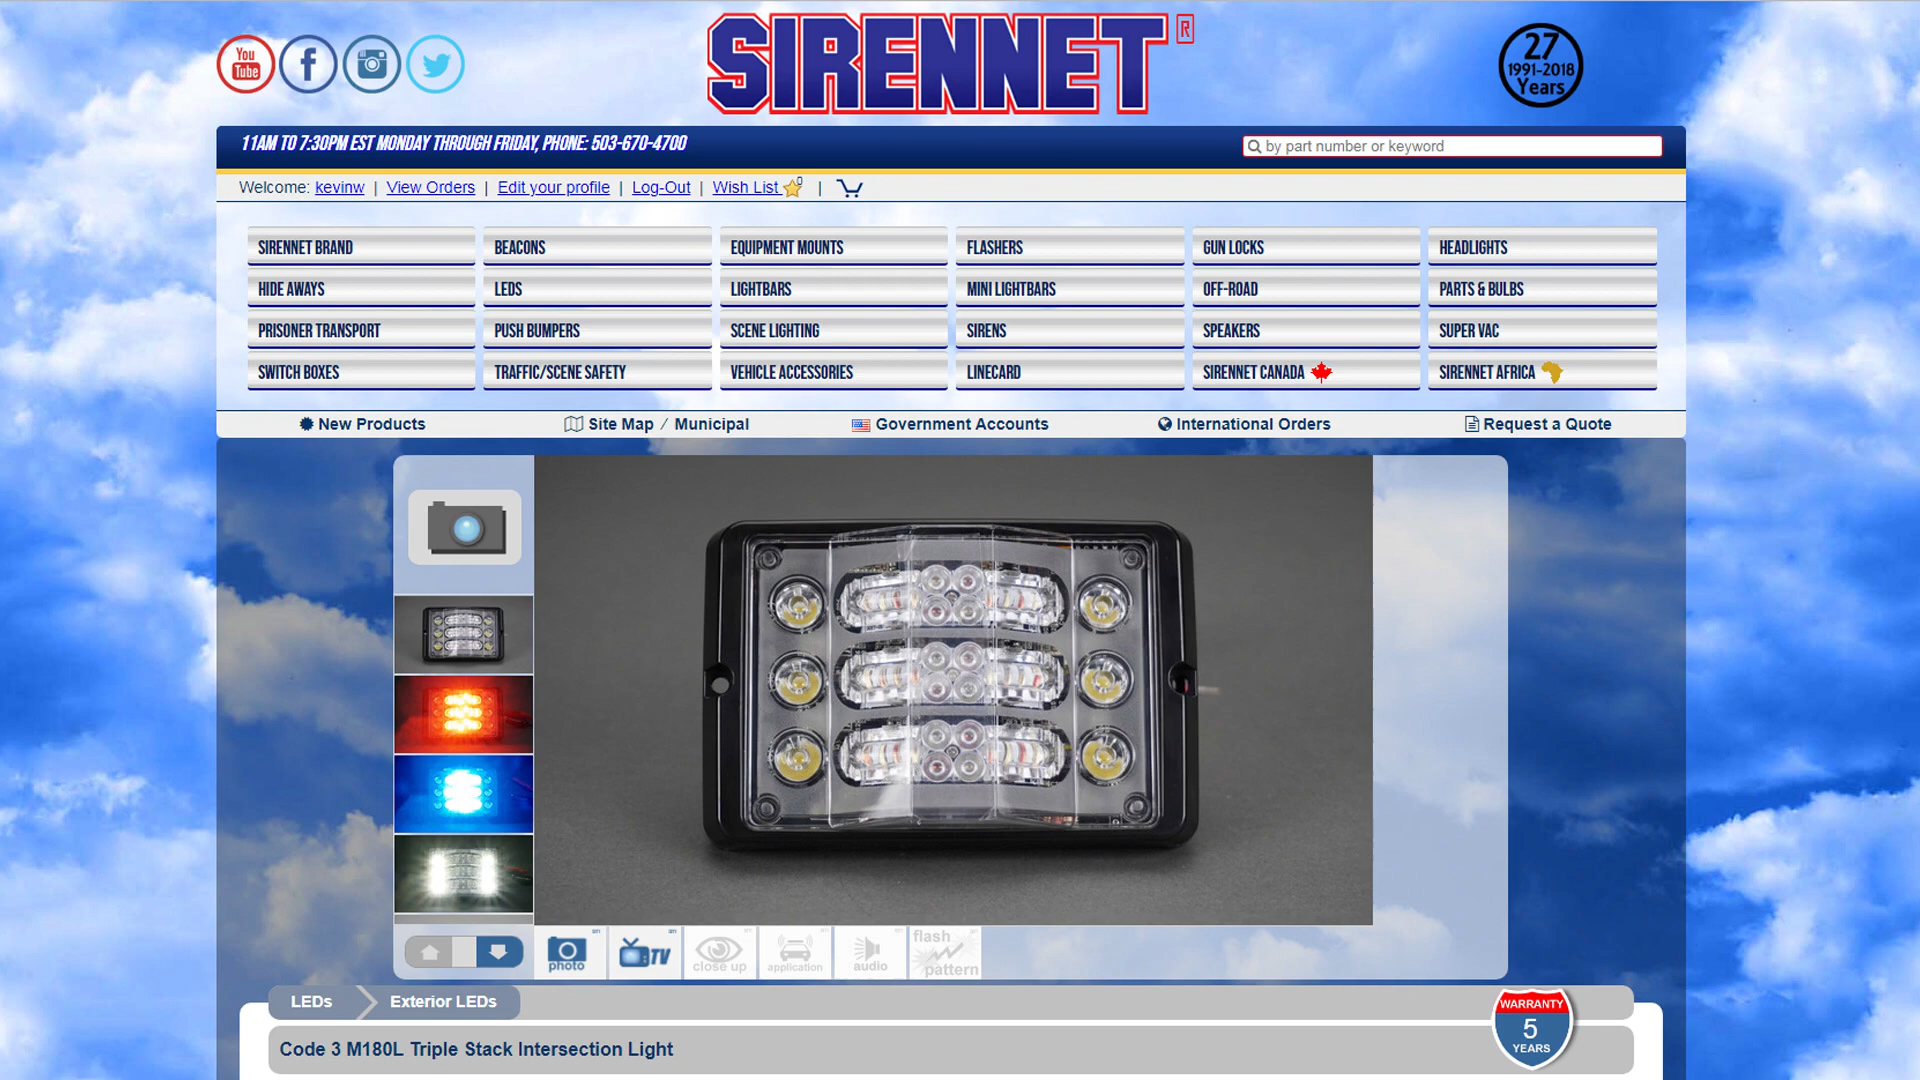 You
Tube
SIRENNET ®
27
1991-2018
Years
11AM TO 7:30PM EST MONDAY THROUGH FRIDAY, PHONE: 503-670-4700
by part number or keyword
Welcome: kevinw | View Orders | Edit your profile | Log-Out | Wish List 0 |
SIRENNET BRAND BEACONS EQUIPMENT MOUNTS FLASHERS GUN LOCKS HEADLIGHTS
HIDE AWAYS LEDS LIGHTBARS MINI LIGHTBARS OFF-ROAD PARTS & BULBS
PRISONER TRANSPORT PUSH BUMPERS SCENE LIGHTING SIRENS SPEAKERS SUPER VAC
SWITCH BOXES TRAFFIC/SCENE SAFETY VEHICLE ACCESSORIES LINECARD SIRENNET CANADA SIRENNET AFRICA
New Products Site Map / Municipal Government Accounts International Orders Request a Quote
photo TV close up application audio flash pattern
LEDs Exterior LEDs
WARRANTY
5
YEARS
Code 3 M180L Triple Stack Intersection Light